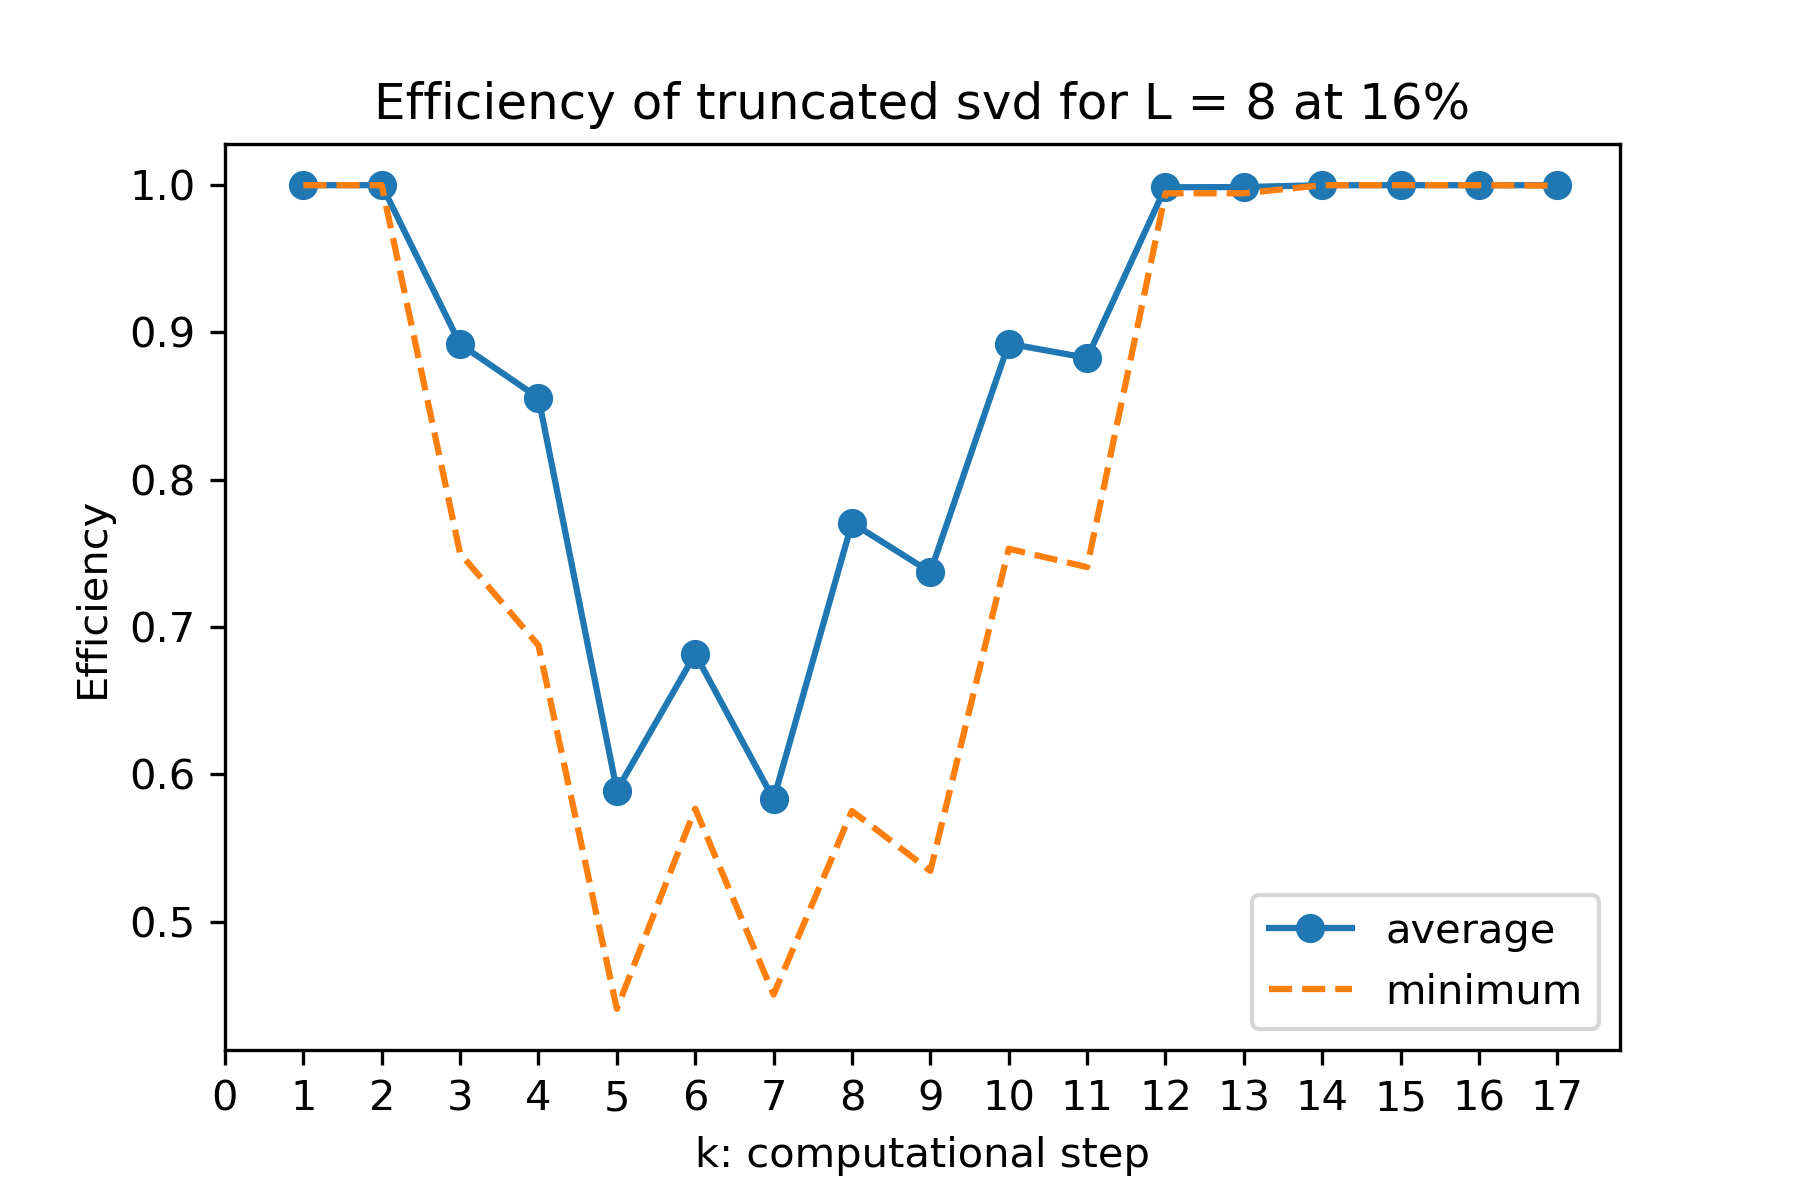 Efficiency of truncated svd for L = 8 at 16%
1.0
0.9
0.8
0.7
0.6
0.5
Efficiency
average
minimum
0 1 2 3 4 5 6 7 8 9 10 11 12 13 14 15 16 17
k: computational step